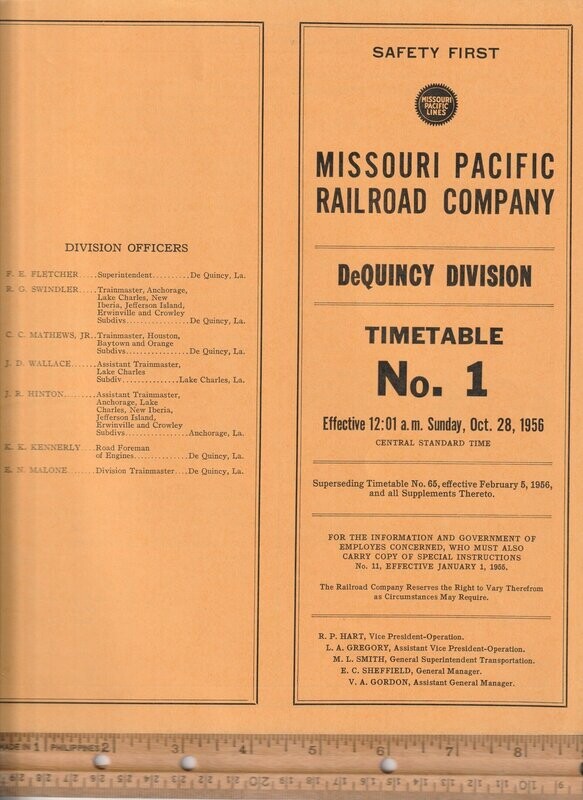 DIVISION OFFICERS
F. E. FLETCHER.....Superintendent..........De Quincy, La.
R. G. SWINDLER.....Trainmaster, Anchorage,
Lake Charles, New
Iberia, Jefferson Island,
Erwinville and Crowley
Subdivs..................De Quincy, La.
C. C. MATHEWS, JR..Trainmaster, Houston,
Baytown and Orange
Subdivs..................De Quincy, La.
J. D. WALLACE......Assistant Trainmaster,
Lake Charles
Subdiv................Lake Charles, La.
J. R. HINTON.......Assistant Trainmaster,
Anchorage, Lake
Charles, New Iberia,
Jefferson Island,
Erwinville and Crowley
Subdivs.................Anchorage, La.
K. K. KENNERLY ...Road Foreman
of Engines...............De Quincy, La.
E. N. MALONE.......Division Trainmaster....De Quincy, La.
SAFETY FIRST
MISSOURI
PACIFIC
LINES
MISSOURI PACIFIC
RAILROAD COMPANY
DeQUINCY DIVISION
TIMETABLE
No. 1
Effective 12:01 a.m. Sunday, Oct. 28, 1956
CENTRAL STANDARD TIME
Superseding Timetable No. 65, effective February 5, 1956,
and all Supplements Thereto.
FOR THE INFORMATION AND GOVERNMENT OF
EMPLOYES CONCERNED, WHO MUST ALSO
CARRY COPY OF SPECIAL INSTRUCTIONS
No. 11, EFFECTIVE JANUARY 1, 1955.
The Railroad Company Reserves the Right to Vary Therefrom
as Circumstances May Require.
R. P. HART, Vice President-Operation.
L. A. GREGORY, Assistant Vice President-Operation.
M. L. SMITH, General Superintendent Transportation.
E. C. SHEFFIELD, General Manager.
V. A. GORDON, Assistant General Manager.
MADE IN 1 PHILIPPINES 2 3 4 5 6 7 8